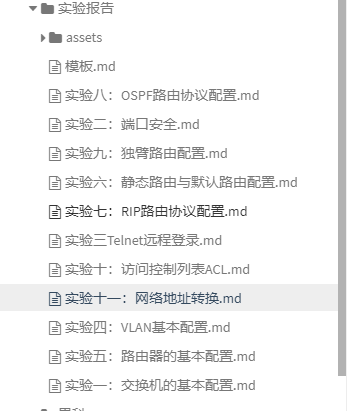 实验报告
assets
模板.md
实验八：OSPF路由协议配置.md
实验二：端口安全.md
实验九：独臂路由配置.md
实验六：静态路由与默认路由配置.md
实验七：RIP路由协议配置.md
实验三Telnet远程登录.md
实验十：访问控制列表ACL.md
实验十一：网络地址转换.md
实验四：VLAN基本配置.md
实验五：路由器的基本配置.md
实验一：交换机的基本配置.md